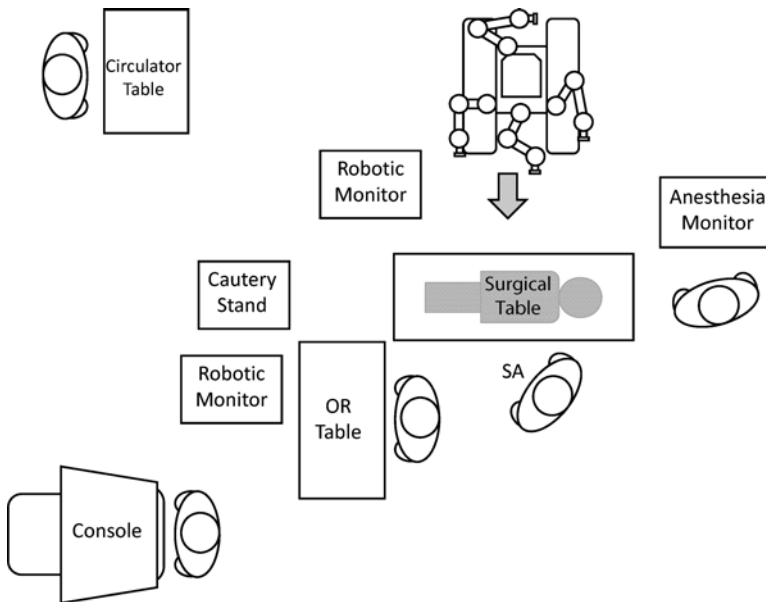 Circulator
Table
Robotic
Monitor
Anesthesia
Monitor
Cautery
Stand
Surgical
Table
Robotic
Monitor
OR
Table
SA
Console